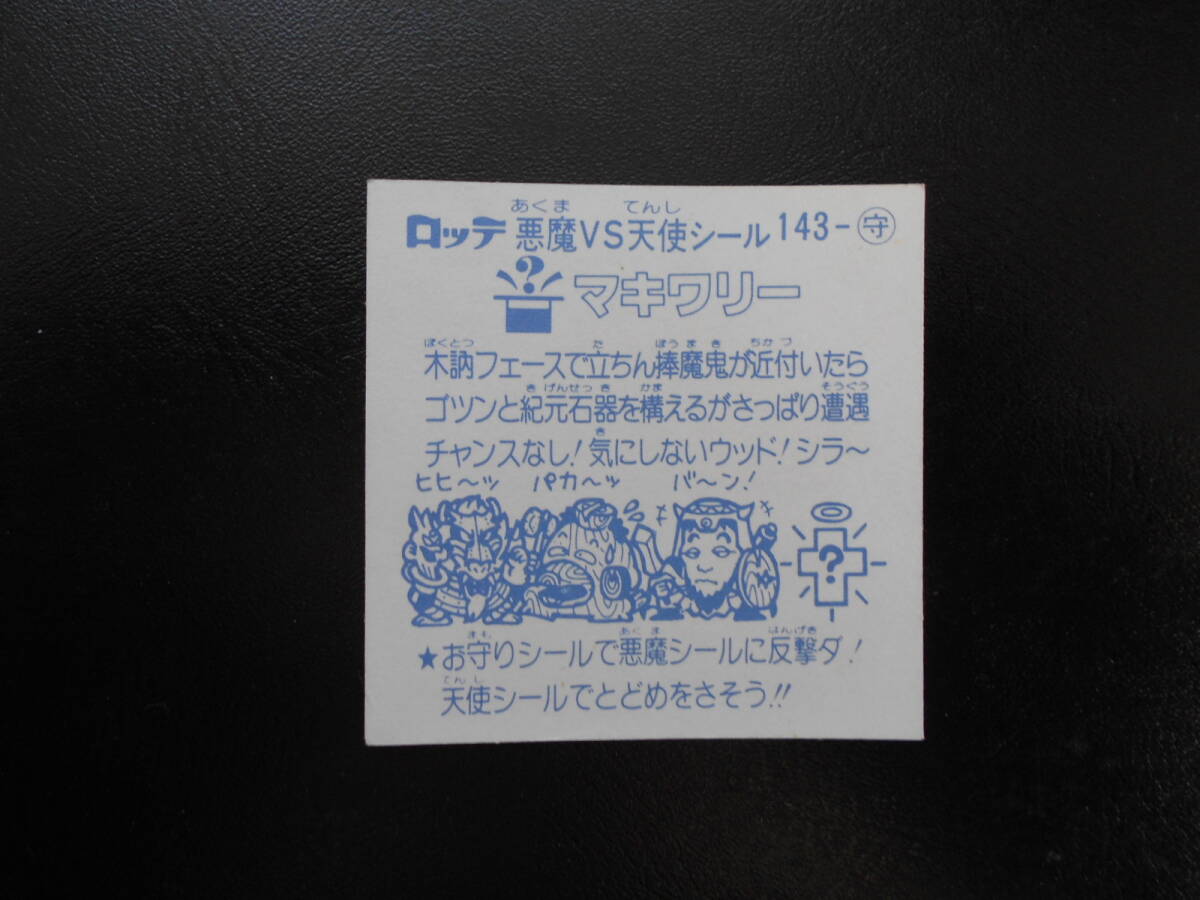 あくま てんし
ロッテ 悪魔VS天使シール 143-㊪守
? マキワリー
ぼくとつ た ぼうまき ちかづ
木訥フェースで立ちん捧魔鬼が近付いたら
きげんせっき かま そうぐう
ゴツンと紀元石器を構えるがさっぱり遭遇
き
チャンスなし!気にしないウッド!シラ〜
ヒヒ〜ッ パカ〜ッ バ〜ン!
?
まも あくま はんげき
★お守りシールで悪魔シールに反撃ダ!
てんし
天使シールでとどめをさそう!!